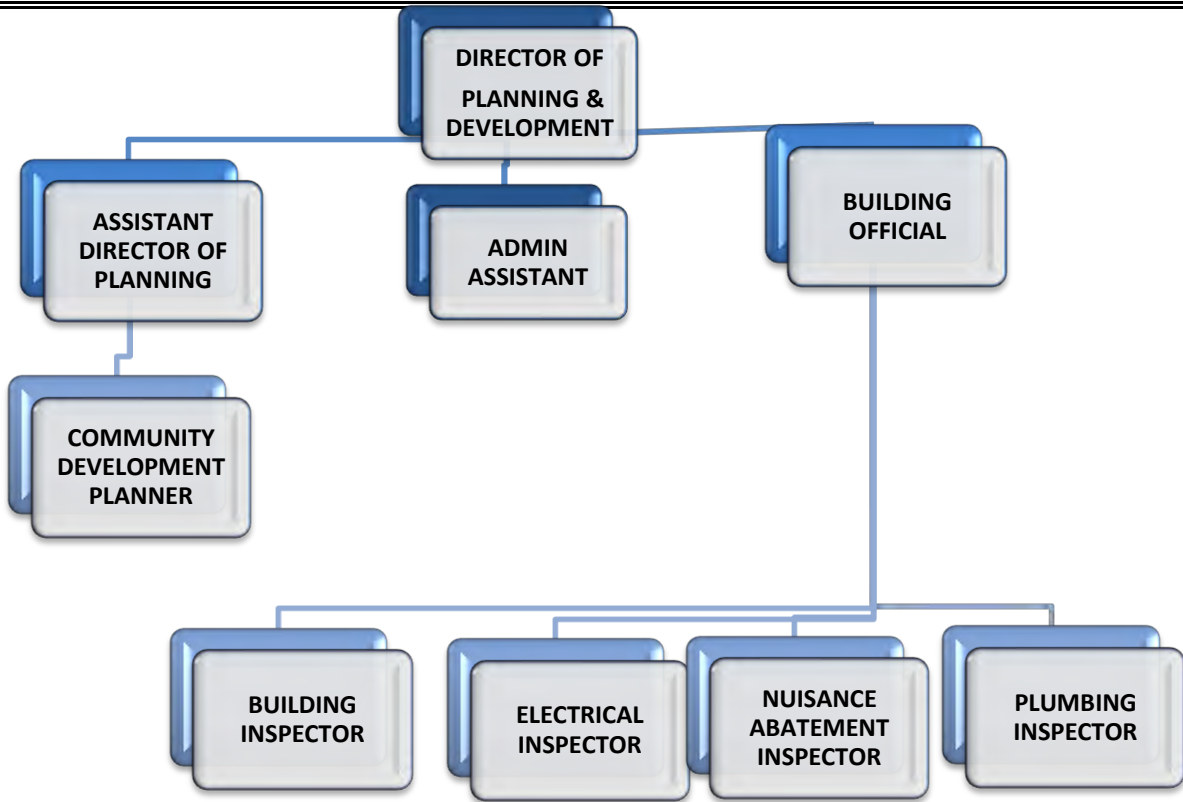 DIRECTOR OF
PLANNING &
DEVELOPMENT
ASSISTANT
DIRECTOR OF
PLANNING
ADMIN
ASSISTANT
BUILDING
OFFICIAL
COMMUNITY
DEVELOPMENT
PLANNER
BUILDING
INSPECTOR
ELECTRICAL
INSPECTOR
NUISANCE
ABATEMENT
INSPECTOR
PLUMBING
INSPECTOR